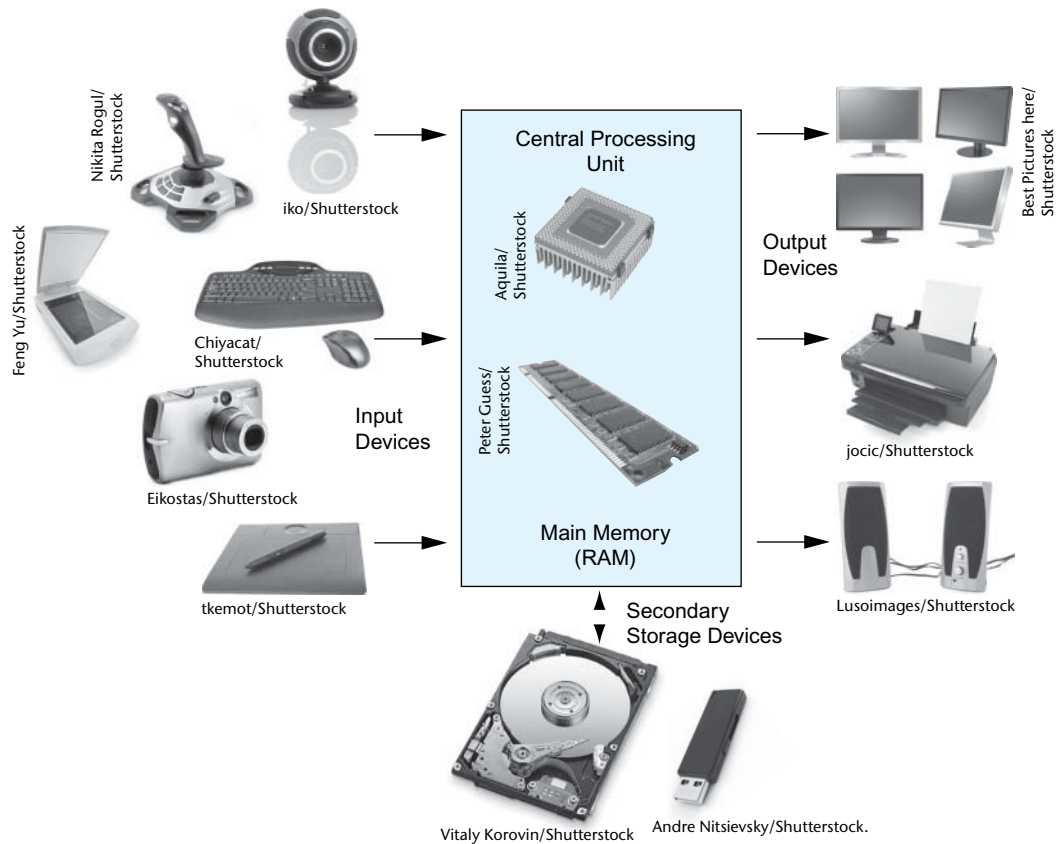 Nikita Rogul/
Shutterstock
iko/Shutterstock
Feng Yu/Shutterstock
Chiyacat/
Shutterstock
Input
Devices
Eikostas/Shutterstock
tkemot/Shutterstock
Central Processing
Unit
Aquila/
Shutterstock
Peter Guess/
Shutterstock
Main Memory
(RAM)
Output
Devices
Best Pictures here/
Shutterstock
jocic/Shutterstock
Lusoimages/Shutterstock
Secondary
Storage Devices
Vitaly Korovin/Shutterstock
Andre Nitsievsky/Shutterstock.